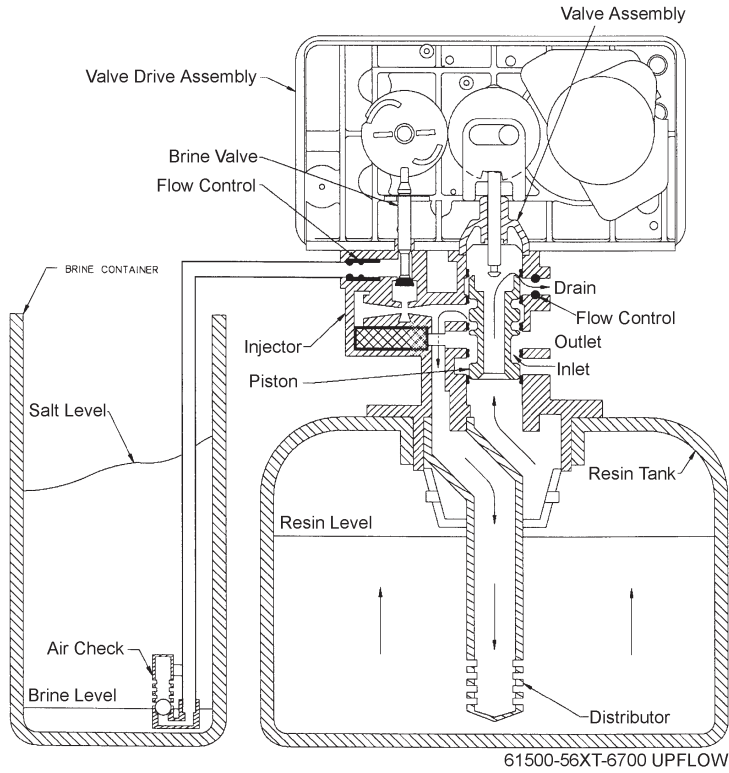 Valve Assembly
Valve Drive Assembly
Brine Valve
Flow Control
BRINE CONTAINER
Drain
Flow Control
Injector
Outlet
Inlet
Piston
Salt Level
Resin Tank
Resin Level
Air Check
Brine Level
Distributor
61500-56XT-6700 UPFLOW